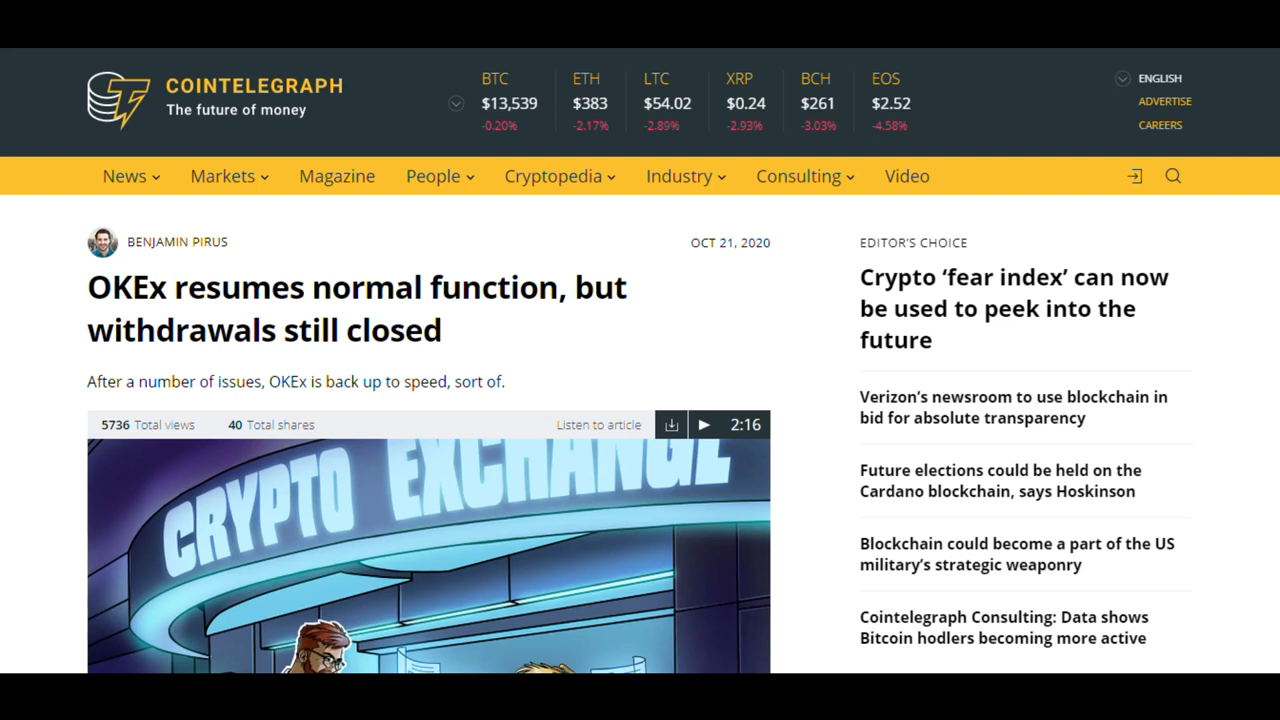 COINTELEGRAPH
The future of money
BTC ETH LTC XRP BCH EOS
$13,539 $383 $54.02 $0.24 $261 $2.52
-0.20% -2.17% -2.89% -2.93% -3.03% -4.58%
ENGLISH
ADVERTISE
CAREERS
News Markets Magazine People Cryptopedia Industry Consulting Video
BENJAMIN PIRUS
OCT 21, 2020
OKEx resumes normal function, but
withdrawals still closed
After a number of issues, OKEx is back up to speed, sort of.
5736 Total views 40 Total shares Listen to article 2:16
CRYPTO EXCHANGE
EDITOR'S CHOICE
Crypto ‘fear index’ can now
be used to peek into the
future
Verizon’s newsroom to use blockchain in
bid for absolute transparency
Future elections could be held on the
Cardano blockchain, says Hoskinson
Blockchain could become a part of the US
military’s strategic weaponry
Cointelegraph Consulting: Data shows
Bitcoin hodlers becoming more active